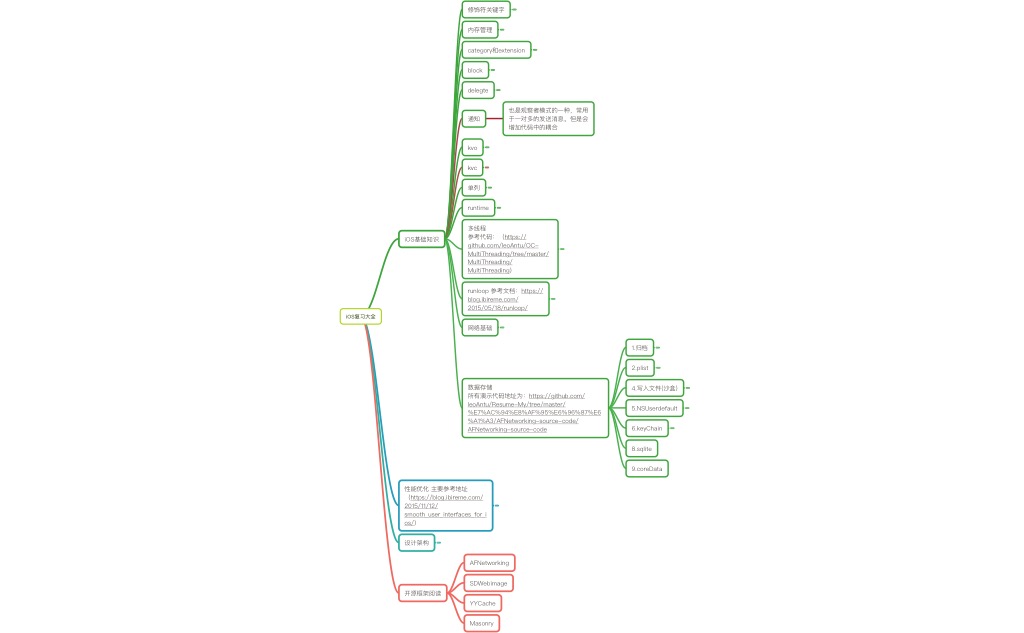 修饰符关键字
内存管理
category和extension
block
delegte
通知
也是观察者模式的一种，常用
于一对多的发送消息。但是会
增加代码中的耦合
kvo
kvc
单列
runtime
iOS基础知识
多线程
参考代码： （https://
github.com/leoAntu/OC-
MultiThreading/tree/master/
MultiThreading/
MultiThreading)
runloop 参考文档：https://
blog.ibireme.com/
2015/05/18/runloop/
iOS复习大全
网络基础
数据存储
所有演示代码地址为：https://github.com/
leoAntu/Resume-My/tree/master/
%E7%AC%94%E8%AF%95%E6%96%87%E6
%A1%A3/AFNetworking-source-code/
AFNetworking-source-code
1.归档
2.plist
4.写入文件(沙盒)
5.NSUserdefault
6.keyChain
8.sqlite
9.coreData
性能优化 主要参考地址
（https://blog.ibireme.com/
2015/11/12/
smooth_user_interfaces_for_i
os/)
设计架构
开源框架阅读
AFNetworking
SDWebimage
YYCache
Masonry